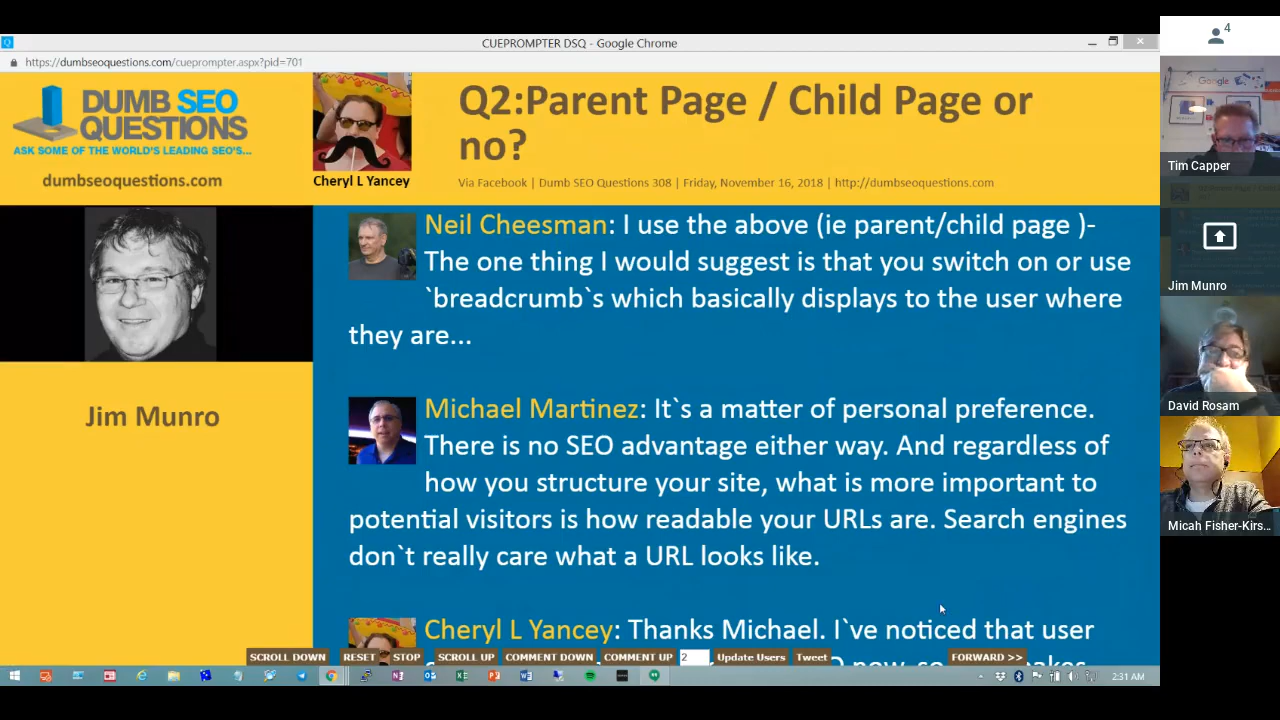 CUEPROMPTER DSQ - Google Chrome
https://dumbseoquestions.com/cueprompter.aspx?pid=701
4
DUMB SEO
QUESTIONS
ASK SOME OF THE WORLD'S LEADING SEO'S...
dumbseoquestions.com
Cheryl L Yancey
Q2:Parent Page / Child Page or
no?
Via Facebook | Dumb SEO Questions 308 | Friday, November 16, 2018 | http://dumbseoquestions.com
Jim Munro
Neil Cheesman: I use the above (ie parent/child page )-
The one thing I would suggest is that you switch on or use
`breadcrumb`s which basically displays to the user where
they are...
Michael Martinez: It`s a matter of personal preference.
There is no SEO advantage either way. And regardless of
how you structure your site, what is more important to
potential visitors is how readable your URLs are. Search engines
don`t really care what a URL looks like.
Cheryl L Yancey: Thanks Michael. I`ve noticed that user
SCROLL DOWN RESET STOP SCROLL UP COMMENT DOWN COMMENT UP 2 Update Users Tweet FORWARD >>
2:31 AM
Google
Tim Capper
Jim Munro
David Rosam
Micah Fisher-Kirs...